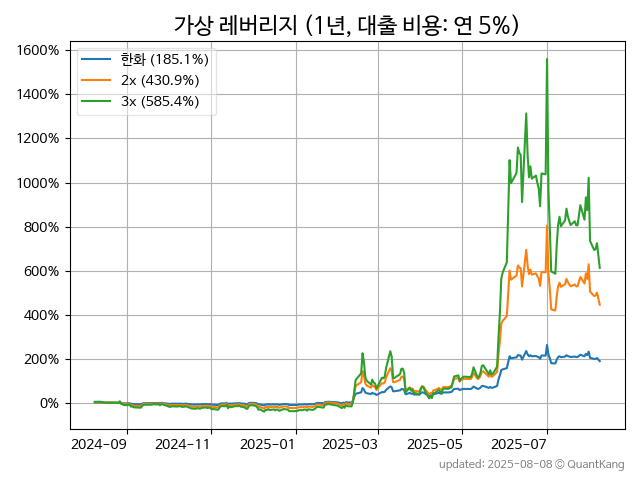 가상 레버리지 (1년, 대출 비용: 연 5%)
1600%
1400%
1200%
1000%
800%
600%
400%
200%
0%
한화 (185.1%)
2x (430.9%)
3x (585.4%)
2024-09 2024-11 2025-01 2025-03 2025-05 2025-07
updated: 2025-08-08 © QuantKang